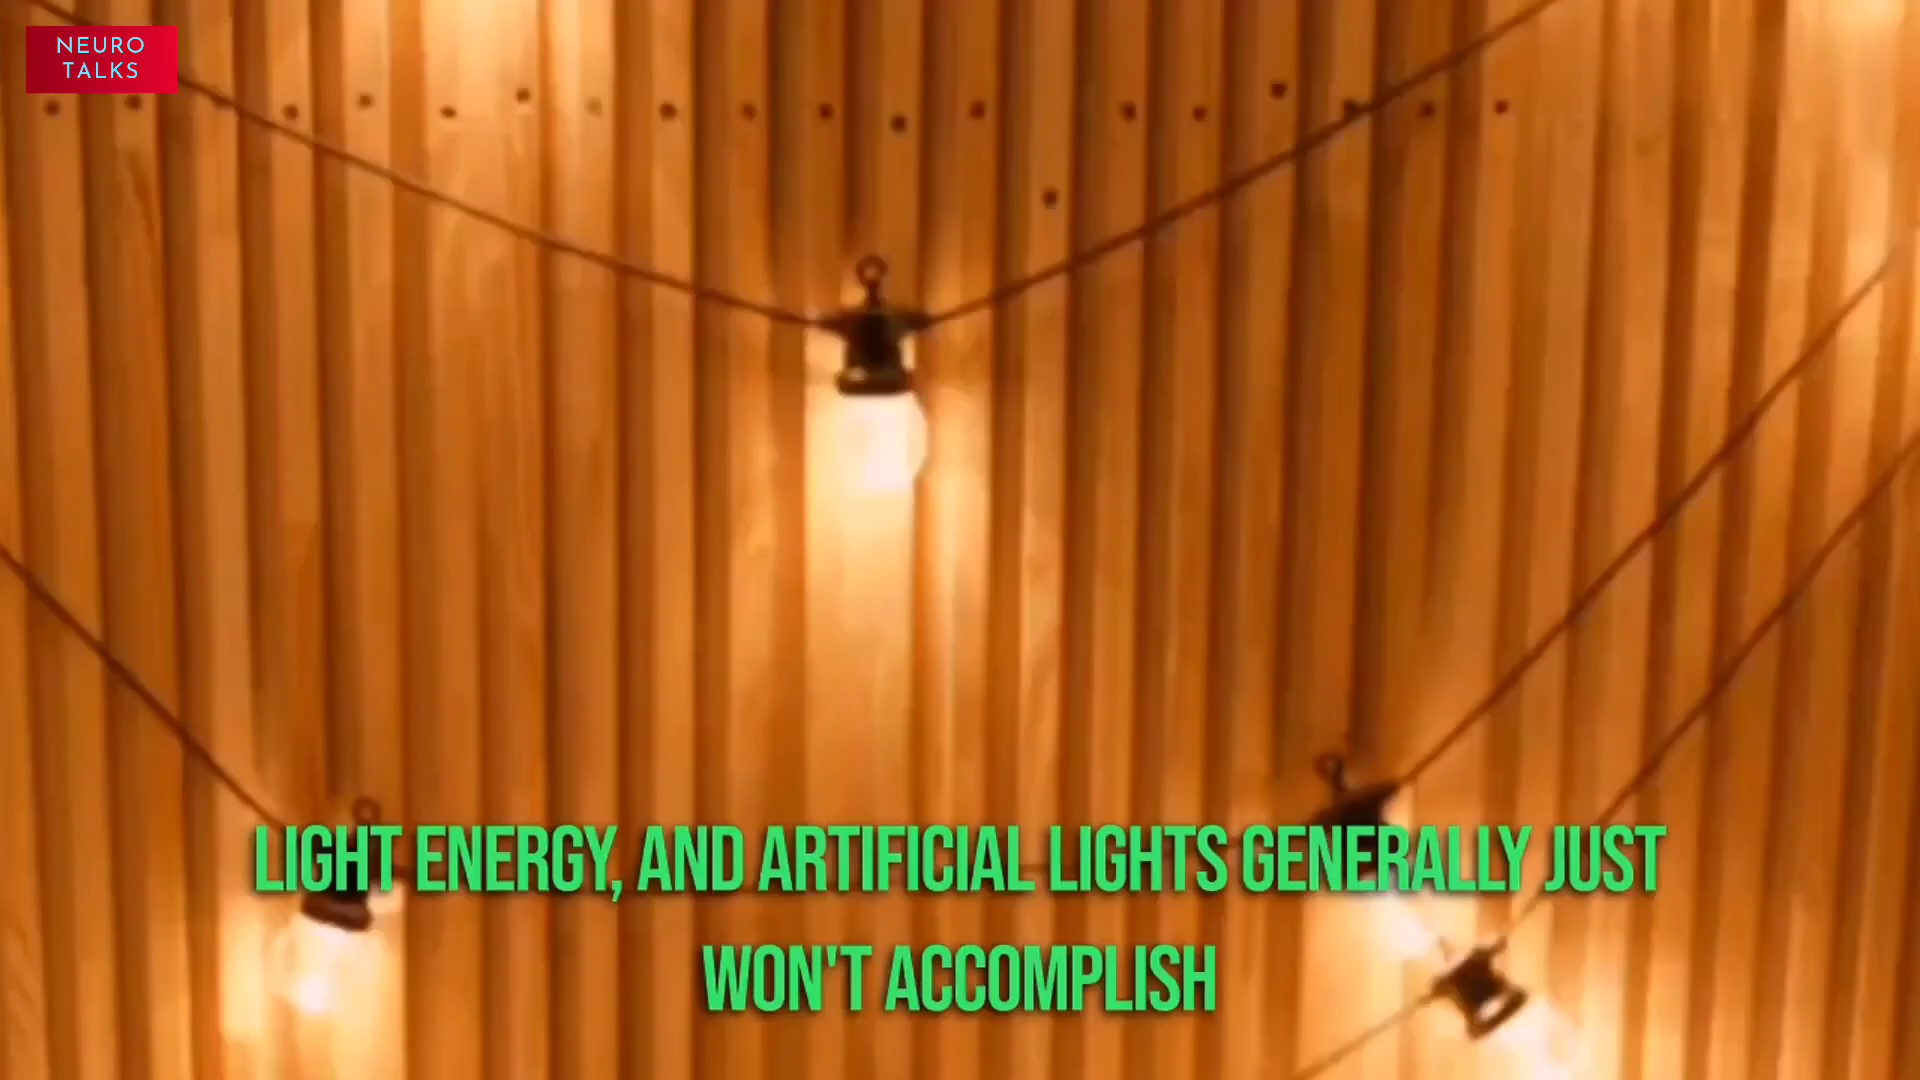 NEURO
TALKS
LIGHT ENERGY, AND ARTIFICIAL LIGHTS GENERALLY JUST
WON'T ACCOMPLISH